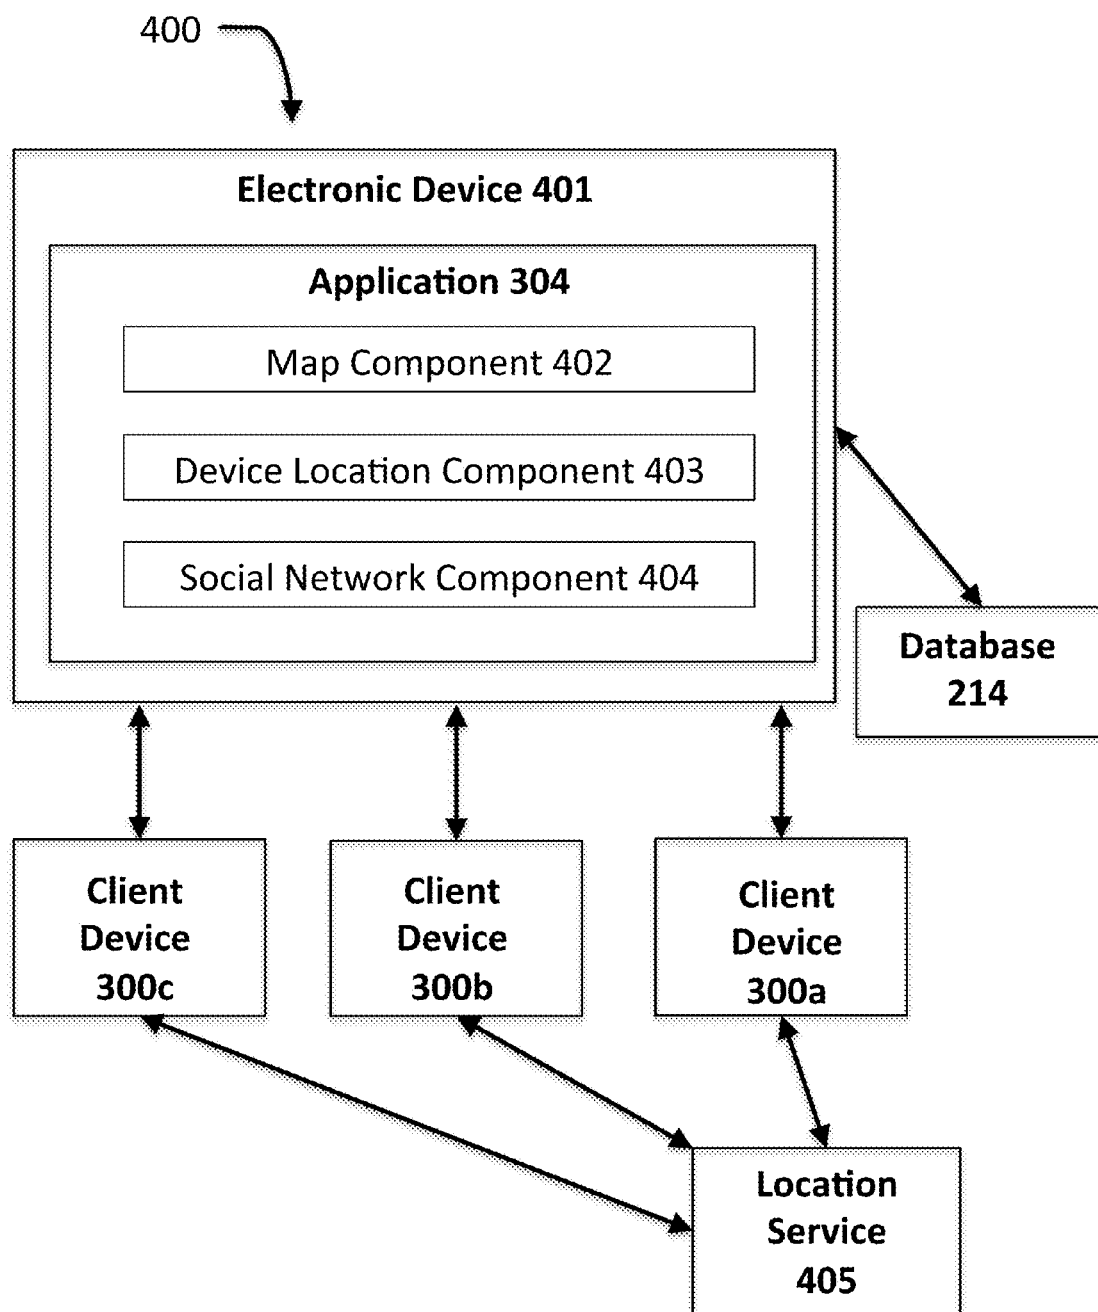 400
Electronic Device 401
Application 304
Map Component 402
Device Location Component 403
Social Network Component 404
Database
214
Client
Device
300c
Client
Device
300b
Client
Device
300a
Location
Service
405